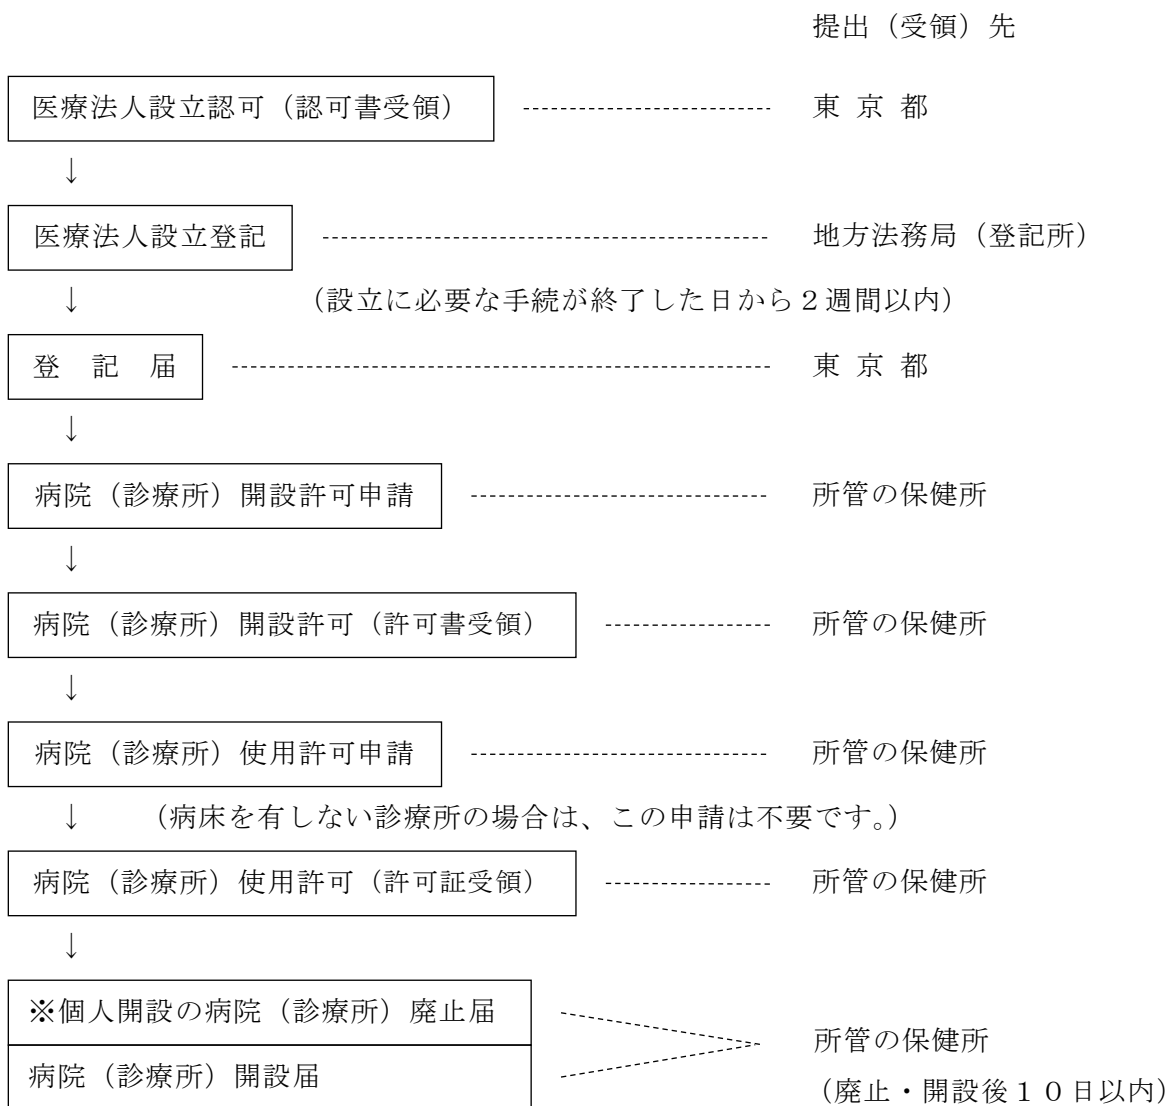 提出（受領）先
医療法人設立認可（認可書受領） 東 京 都
↓
医療法人設立登記 地方法務局（登記所）
↓ （設立に必要な手続が終了した日から２週間以内）
登 記 届 東 京 都
↓
病院（診療所）開設許可申請 所管の保健所
↓
病院（診療所）開設許可（許可書受領） 所管の保健所
↓
病院（診療所）使用許可申請 所管の保健所
↓ （病床を有しない診療所の場合は、この申請は不要です。）
病院（診療所）使用許可（許可証受領） 所管の保健所
↓
※個人開設の病院（診療所）廃止届
所管の保健所
病院（診療所）開設届
（廃止・開設後１０日以内）